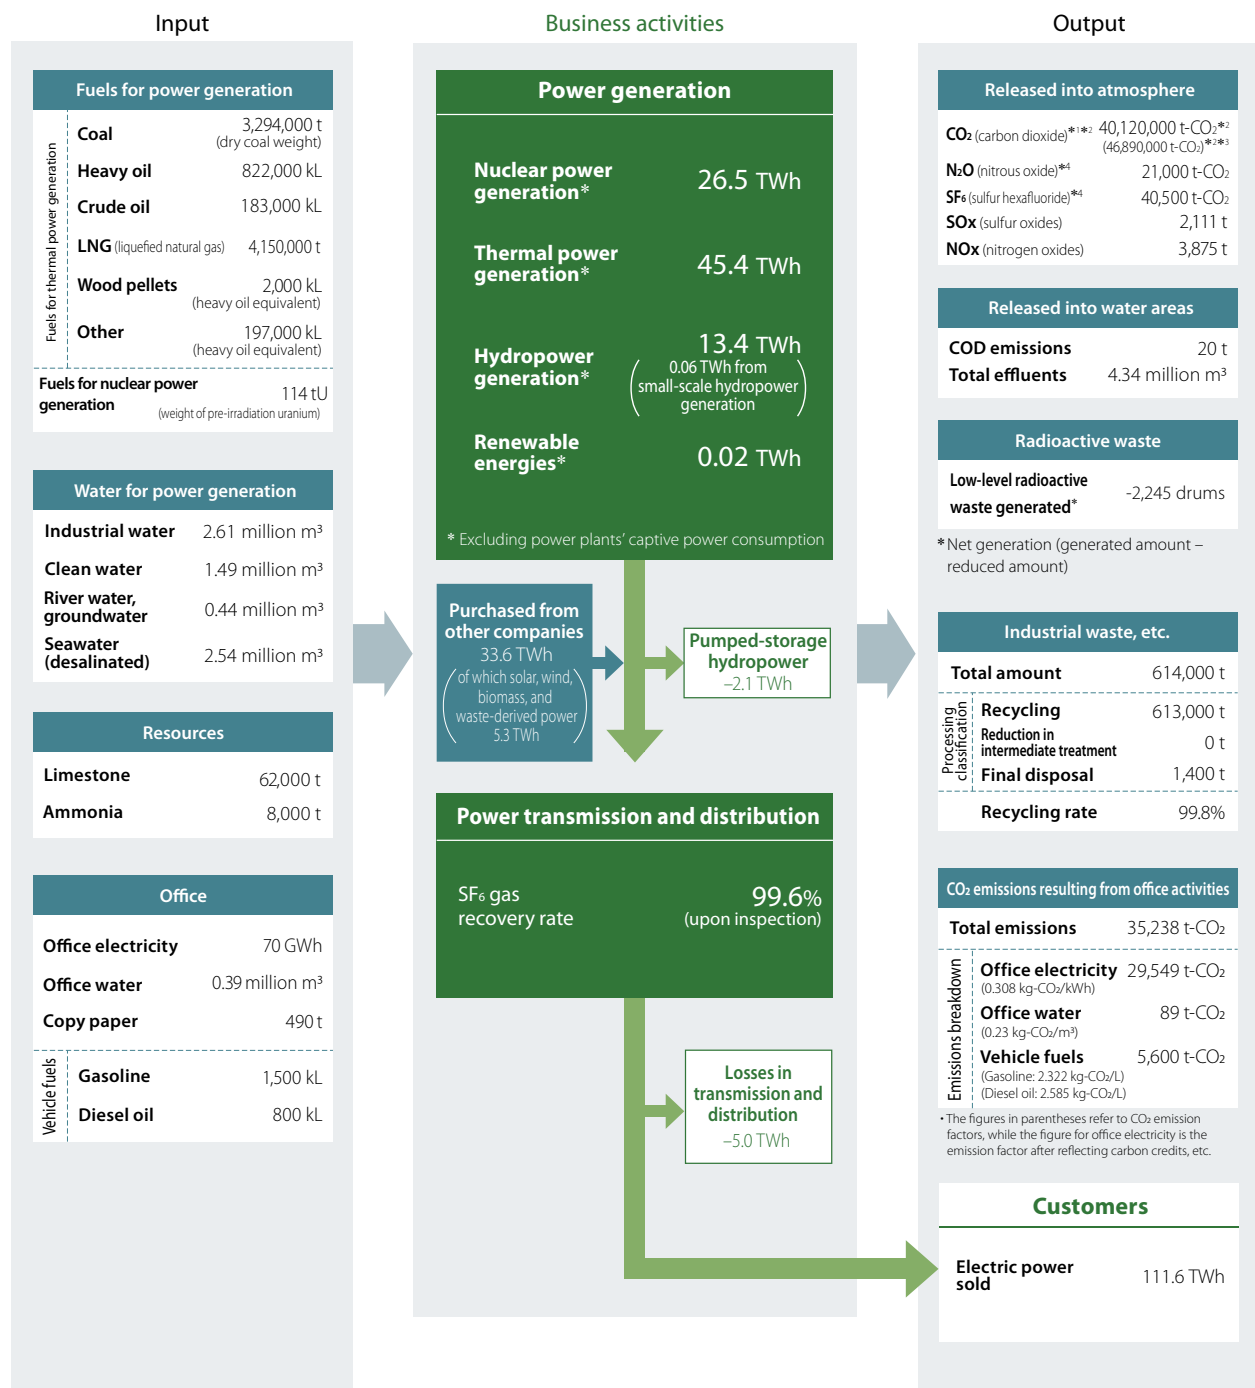 Input
Fuels for power generation
Fuels for thermal power generation
Coal 3,294,000 t
(dry coal weight)
Heavy oil 822,000 kL
Crude oil 183,000 kL
LNG (liquefied natural gas) 4,150,000 t
Wood pellets 2,000 kL
(heavy oil equivalent)
Other 197,000 kL
(heavy oil equivalent)
Fuels for nuclear power
generation 114 tU
(weight of pre-irradiation uranium)
Water for power generation
Industrial water 2.61 million m³
Clean water 1.49 million m³
River water,
groundwater 0.44 million m³
Seawater
(desalinated) 2.54 million m³
Resources
Limestone 62,000 t
Ammonia 8,000 t
Office
Office electricity 70 GWh
Office water 0.39 million m³
Copy paper 490 t
Vehicle fuels
Gasoline 1,500 kL
Diesel oil 800 kL
Business activities
Power generation
Nuclear power
generation* 26.5 TWh
Thermal power
generation* 45.4 TWh
Hydropower
generation* 13.4 TWh
(0.06 TWh from
small-scale hydropower
generation)
Renewable
energies* 0.02 TWh
* Excluding power plants' captive power consumption
Purchased from
other companies
33.6 TWh
(of which solar, wind,
biomass, and
waste-derived power
5.3 TWh)
Pumped-storage
hydropower
–2.1 TWh
Power transmission and distribution
SF₆ gas
recovery rate 99.6%
(upon inspection)
Losses in
transmission and
distribution
–5.0 TWh
Output
Released into atmosphere
CO₂ (carbon dioxide)*¹*² 40,120,000 t-CO₂*²
(46,890,000 t-CO₂)*²*³
N₂O (nitrous oxide)*⁴ 21,000 t-CO₂
SF₆ (sulfur hexafluoride)*⁴ 40,500 t-CO₂
SOx (sulfur oxides) 2,111 t
NOx (nitrogen oxides) 3,875 t
Released into water areas
COD emissions 20 t
Total effluents 4.34 million m³
Radioactive waste
Low-level radioactive
waste generated* -2,245 drums
* Net generation (generated amount –
reduced amount)
Industrial waste, etc.
Total amount 614,000 t
Processing
classification
Recycling 613,000 t
Reduction in
intermediate treatment 0 t
Final disposal 1,400 t
Recycling rate 99.8%
CO₂ emissions resulting from office activities
Total emissions 35,238 t-CO₂
Emissions breakdown
Office electricity 29,549 t-CO₂
(0.308 kg-CO₂/kWh)
Office water 89 t-CO₂
(0.23 kg-CO₂/m³)
Vehicle fuels 5,600 t-CO₂
(Gasoline: 2.322 kg-CO₂/L)
(Diesel oil: 2.585 kg-CO₂/L)
• The figures in parentheses refer to CO₂ emission
factors, while the figure for office electricity is the
emission factor after reflecting carbon credits, etc.
Customers
Electric power
sold 111.6 TWh